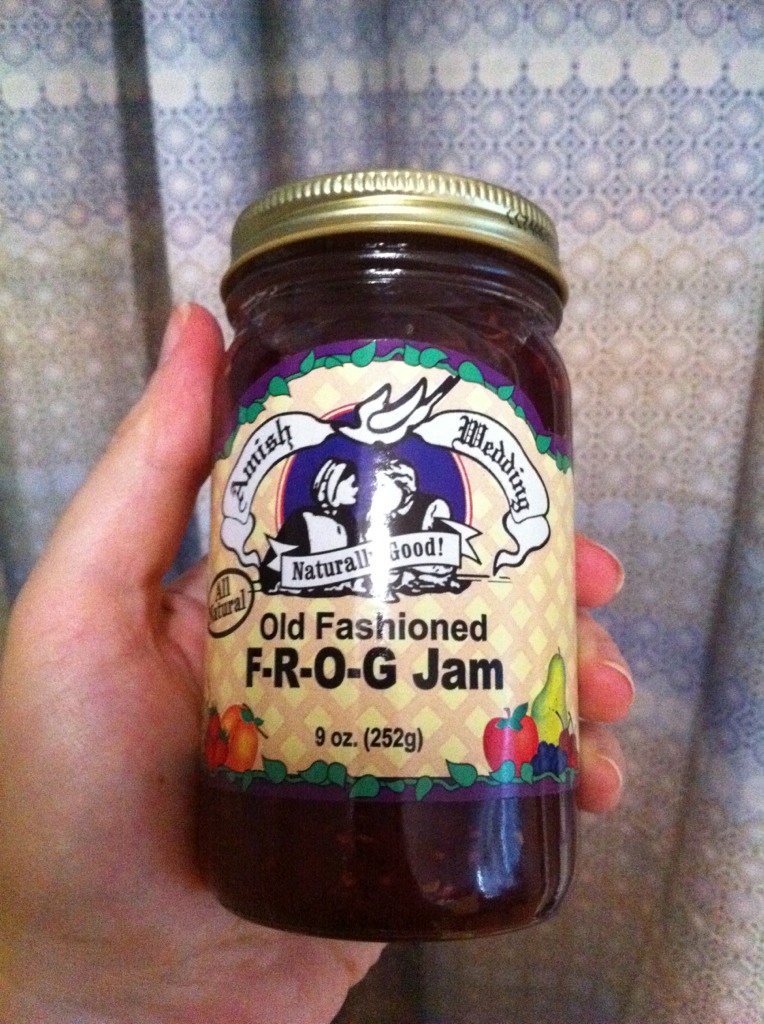 Amish Wedding
Naturally Good!
All
Natural
Old Fashioned
F-R-O-G Jam
9 oz. (252g)